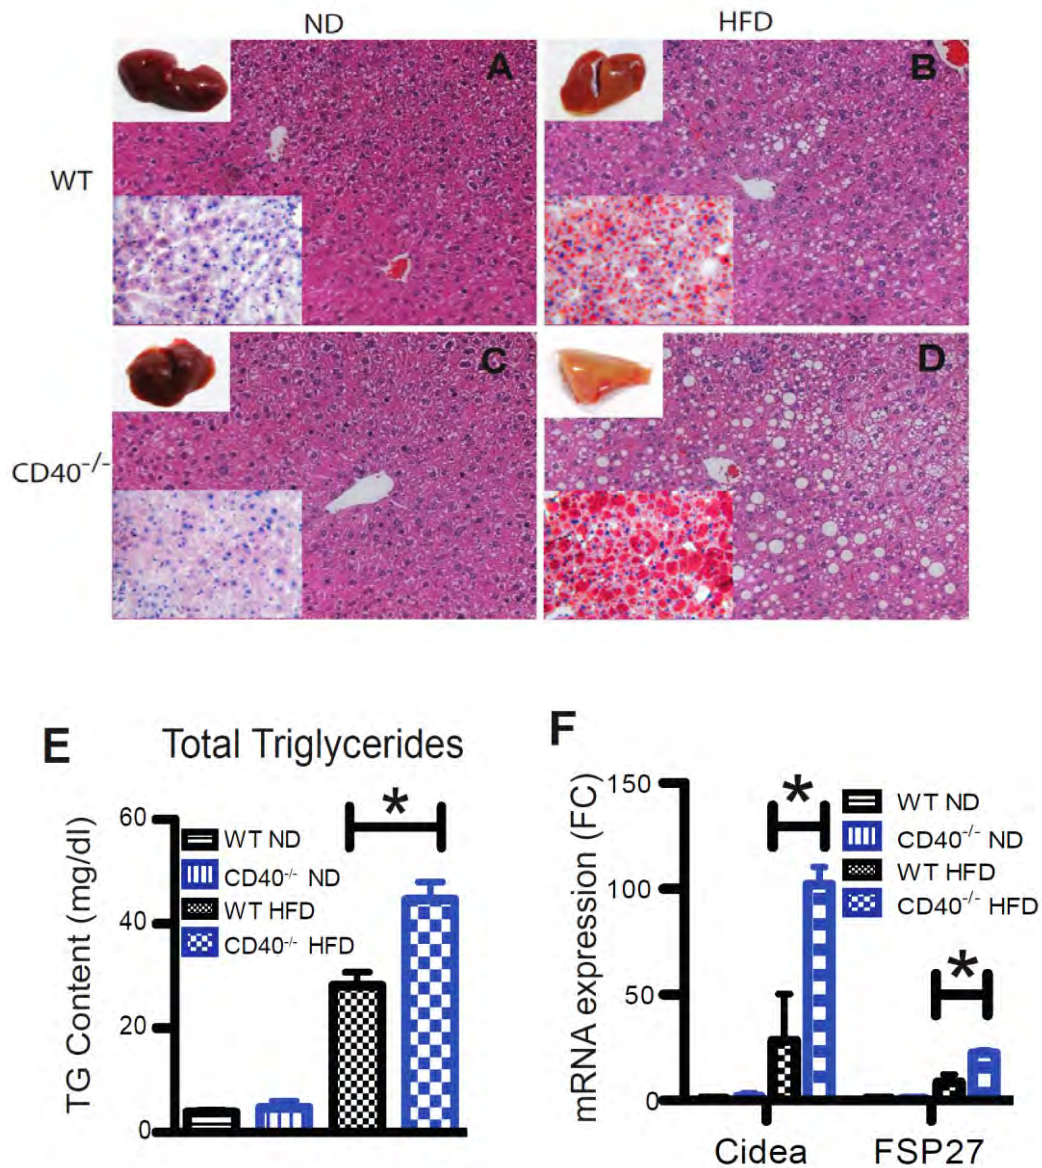 ND HFD
A B
WT
C D
CD40⁻/⁻
E Total Triglycerides
TG Content (mg/dl)
60
40
20
0
WT ND
CD40⁻/⁻ ND
WT HFD
CD40⁻/⁻ HFD
*
F
mRNA expression (FC)
150
100
50
0
WT ND
CD40⁻/⁻ ND
WT HFD
CD40⁻/⁻ HFD
*
*
Cidea FSP27